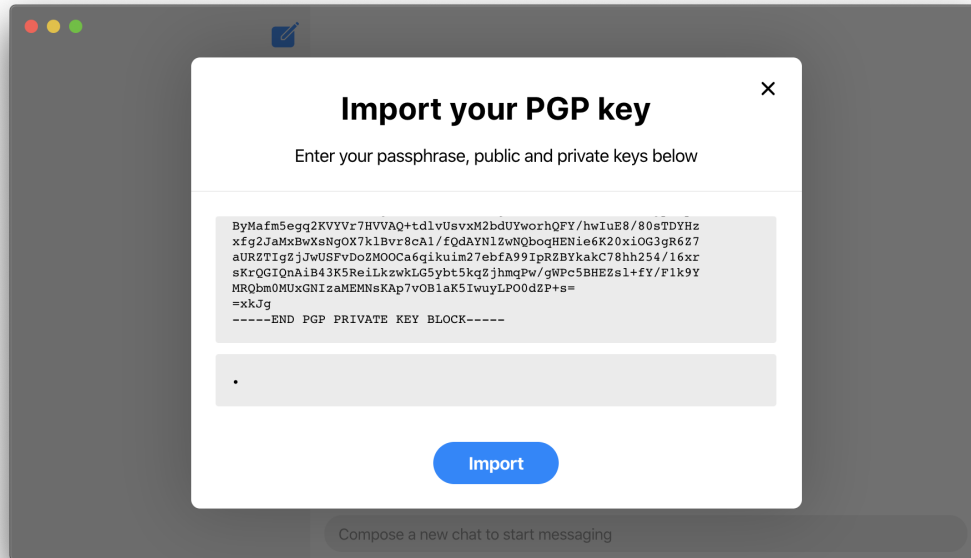 Import your PGP key
Enter your passphrase, public and private keys below
ByMafm5egq2KVYVr7HVVAQ+tdlvUsvxM2bdUYworhQFY/hwIuE8/80sTDYHz
xfg2JaMxBwXsNgOX7klBvr8cA1/fQdAYNlZwNQboqHENie6K20xiOG3gR6Z7
aURZTIgZjJwUSFvDoZMOOCa6qikuim27ebfA99IpRZBYkakC78hh254/16xr
sKrQGIQnAiB43K5ReiLkzwkLG5ybt5kqZjhmqPw/gWPc5BHEZsl+fY/F1k9Y
MRQbm0MUxGNIzaMEMNsKAp7vOB1aK5IwuyLPO0dZP+s=
=xkJg
-----END PGP PRIVATE KEY BLOCK-----
Import
Compose a new chat to start messaging